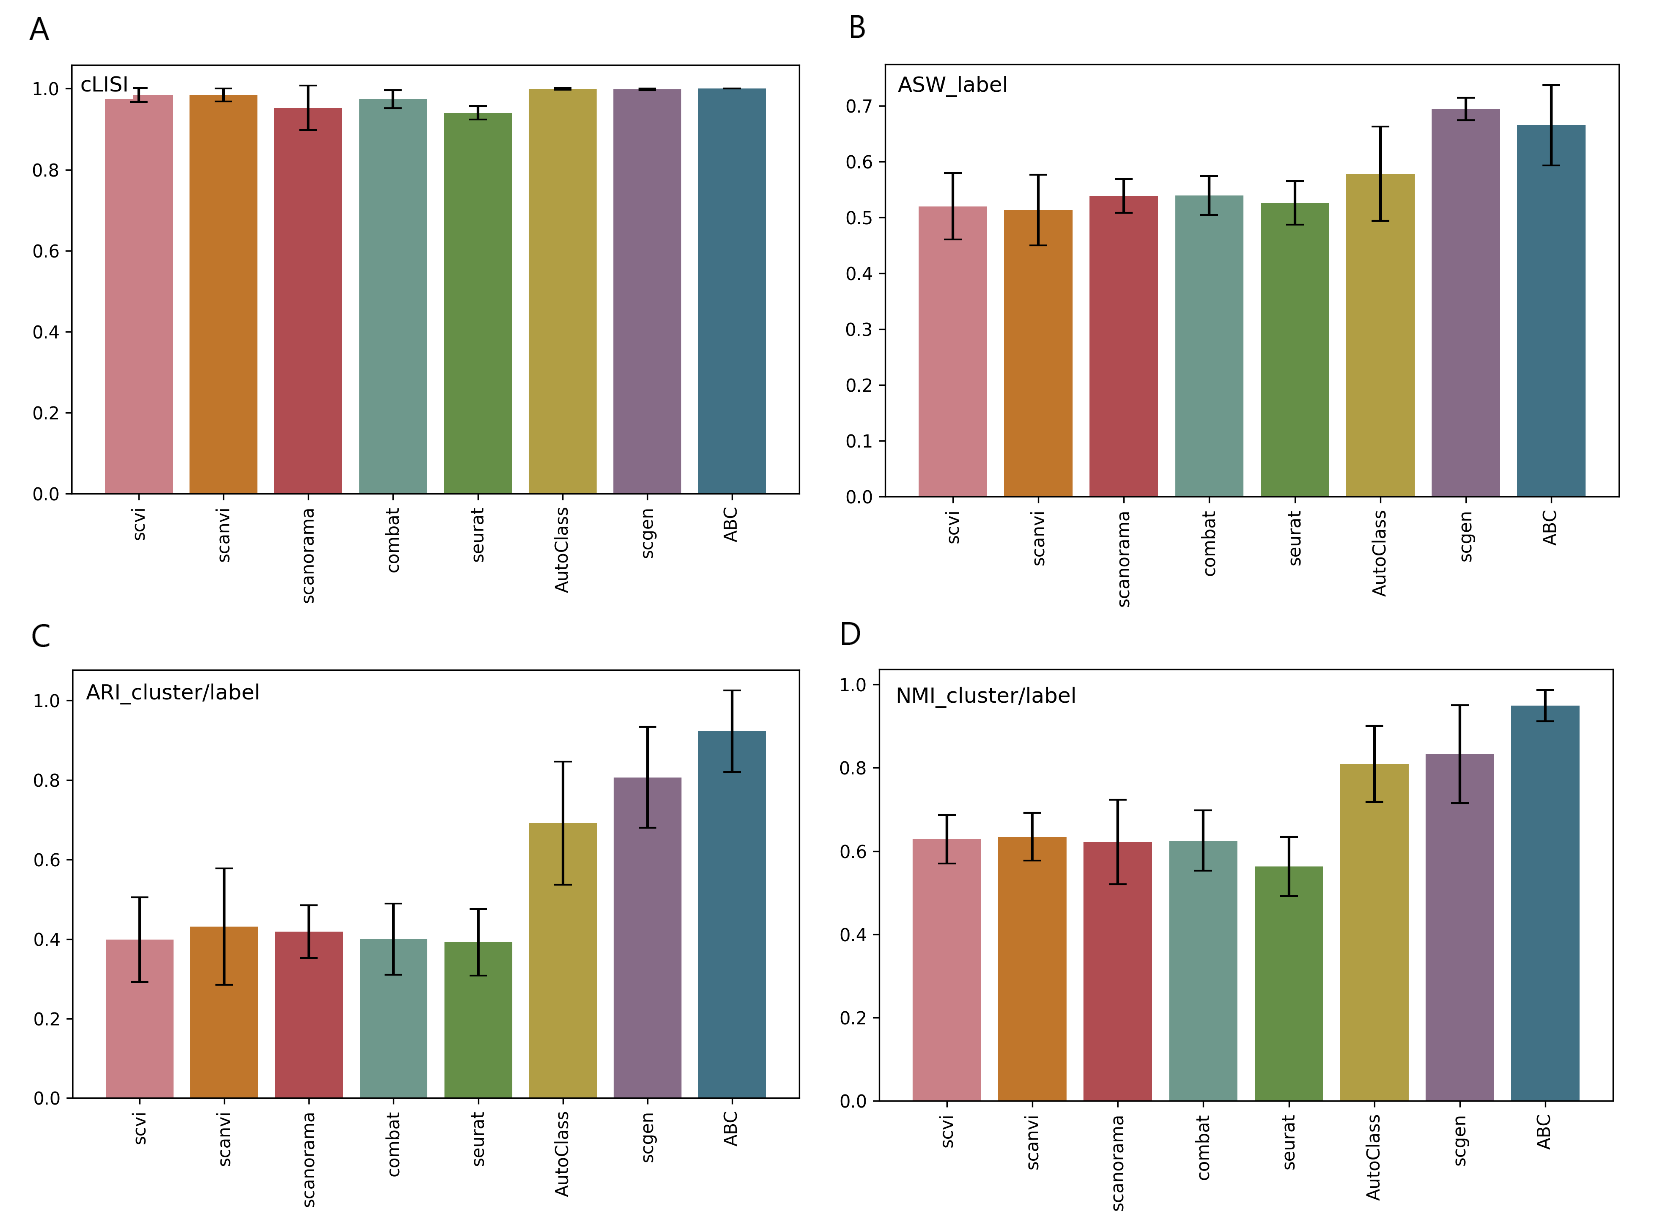 A
cLISI
1.0
0.8
0.6
0.4
0.2
0.0
scvi
scanvi
scanorama
combat
seurat
AutoClass
scgen
ABC
B
ASW_label
0.7
0.6
0.5
0.4
0.3
0.2
0.1
0.0
scvi
scanvi
scanorama
combat
seurat
AutoClass
scgen
ABC
C
ARI_cluster/label
1.0
0.8
0.6
0.4
0.2
0.0
scvi
scanvi
scanorama
combat
seurat
AutoClass
scgen
ABC
D
NMI_cluster/label
1.0
0.8
0.6
0.4
0.2
0.0
scvi
scanvi
scanorama
combat
seurat
AutoClass
scgen
ABC